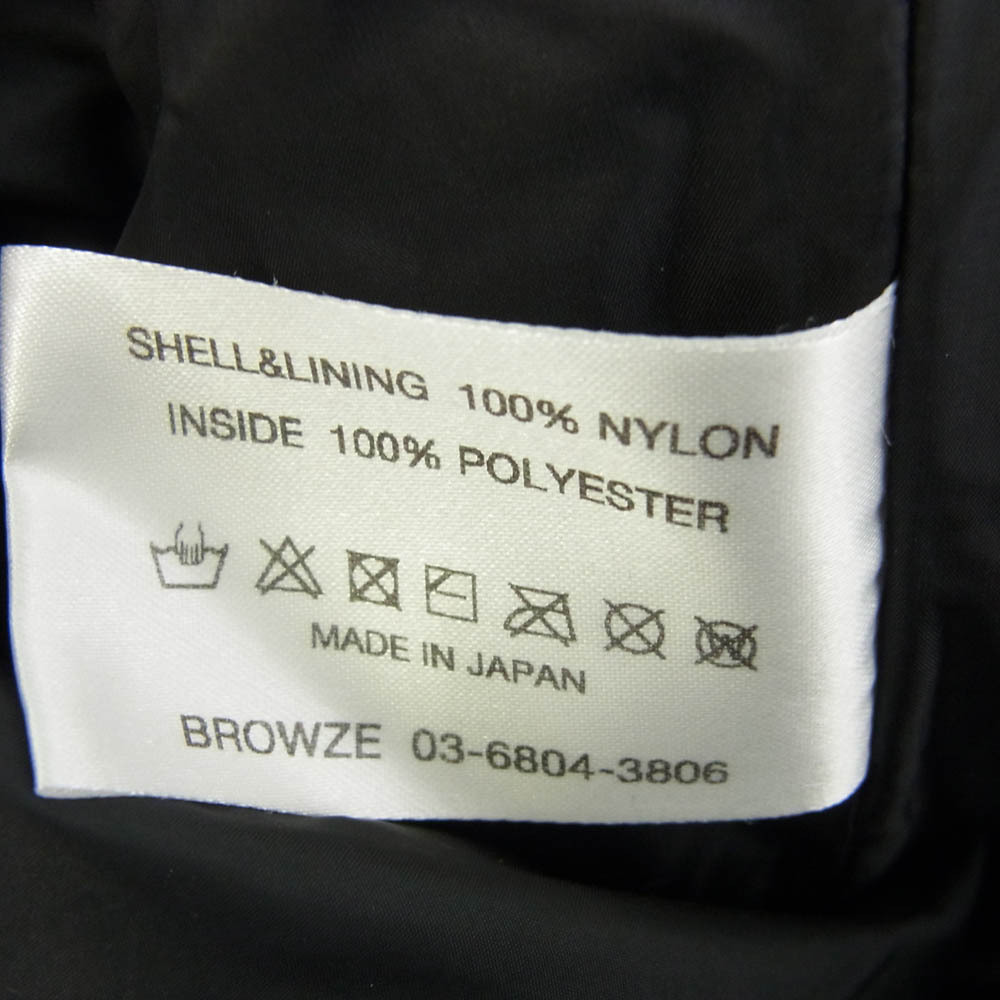 SHELL&LINING 100% NYLON
INSIDE 100% POLYESTER
W
MADE IN JAPAN
BROWZE 03-6804-3806